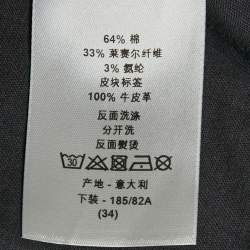 64% 棉
33% 莱赛尔纤维
3% 氨纶
皮块标签
100% 牛皮革
反面洗涤
分开洗
反面熨烫
30
产地 - 意大利
下装 - 185/82A
(34)